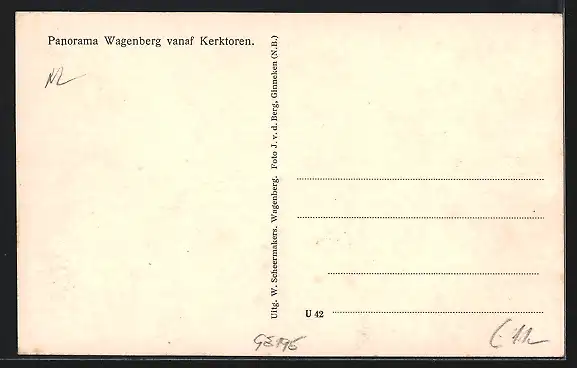 Panorama Wagenberg vanaf Kerktoren.
NL
Uitg. W. Scheermakers. Wagenberg. Foto J. v. d. Berg, Ginneken (N.B.)
U 42